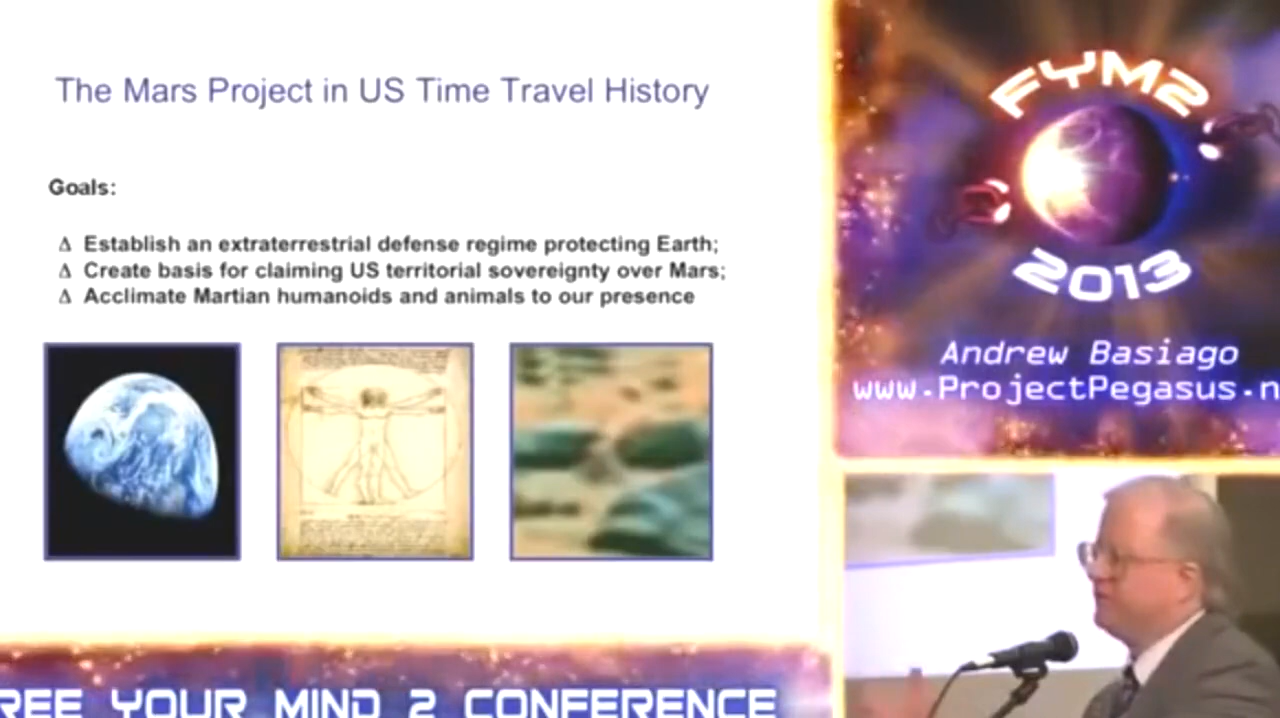 The Mars Project in US Time Travel History
Goals:
Δ Establish an extraterrestrial defense regime protecting Earth;
Δ Create basis for claiming US territorial sovereignty over Mars;
Δ Acclimate Martian humanoids and animals to our presence
FYM2
2013
Andrew Basiago
www.ProjectPegasus.n
REE YOUR MIND 2 CONFERENCE